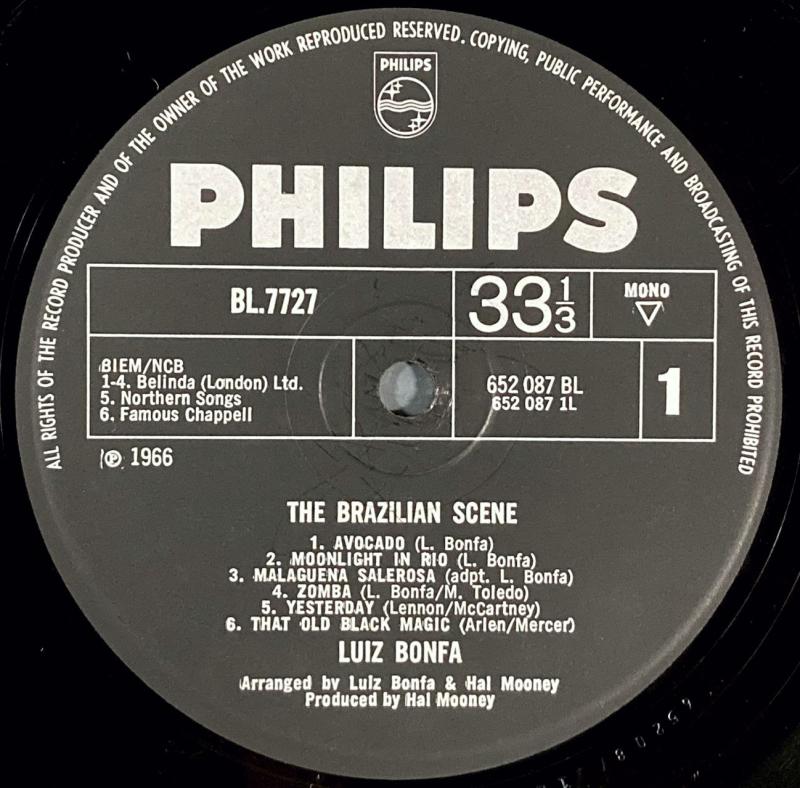 ALL RIGHTS OF THE RECORD PRODUCER AND OF THE OWNER OF THE WORK REPRODUCED RESERVED. COPYING, PUBLIC PERFORMANCE AND BROADCASTING OF THIS RECORD PROHIBITED
PHILIPS
PHILIPS
BL.7727
33 1/3
MONO
BIEM/NCB
1-4. Belinda (London) Ltd.
5. Northern Songs
6. Famous Chappell
652 087 BL
652 087 1L
1
℗ 1966
THE BRAZILIAN SCENE
1. AVOCADO (L. Bonfa)
2. MOONLIGHT IN RIO (L. Bonfa)
3. MALAGUENA SALEROSA (adpt. L. Bonfa)
4. ZOMBA (L. Bonfa/M. Toledo)
5. YESTERDAY (Lennon/McCartney)
6. THAT OLD BLACK MAGIC (Arlen/Mercer)
LUIZ BONFA
Arranged by Luiz Bonfa & Hal Mooney
Produced by Hal Mooney